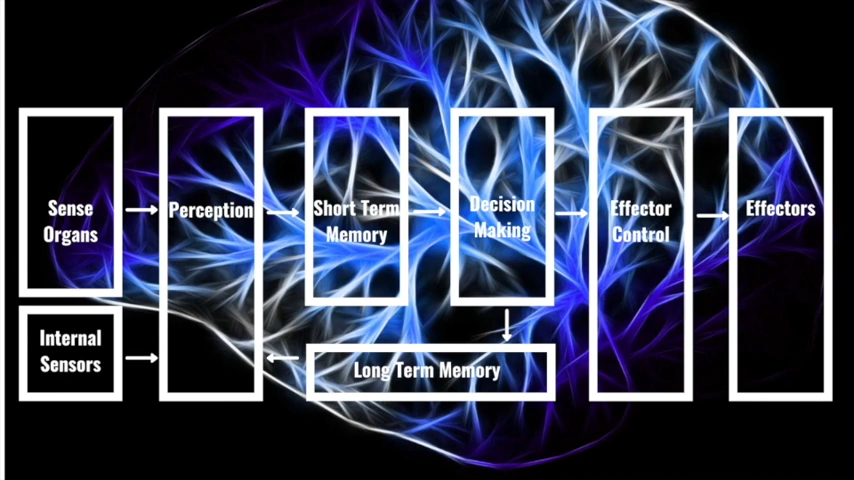 Sense
Organs
Perception
Short Term
Memory
Decision
Making
Effector
Control
Effectors
Internal
Sensors
Long Term Memory